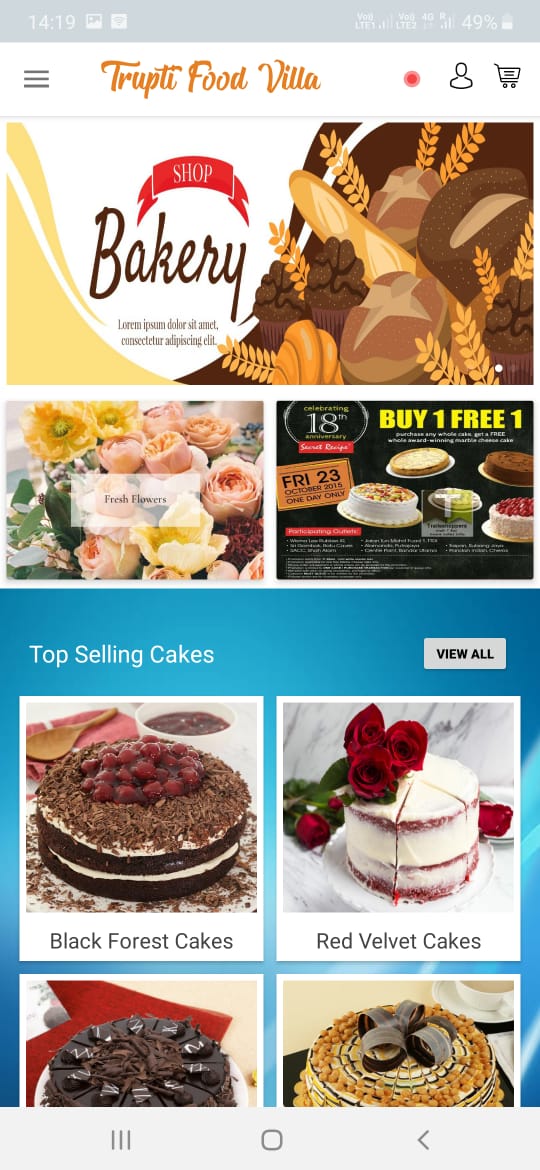 14:19
Vo)) LTE1
Vo)) LTE2
4G
R
49%
Trupti Food Villa
SHOP
Bakery
Lorem ipsum dolor sit amet,
consectetur adipiscing elit.
Fresh Flowers
celebrating
18th
anniversary
Secret Recipe
BUY 1 FREE 1
purchase any whole cake, get a FREE
whole award-winning marble cheese cake
FRI 23
OCTOBER 2015
ONE DAY ONLY
T
Participating Outlets:
Top Selling Cakes
VIEW ALL
Black Forest Cakes
Red Velvet Cakes